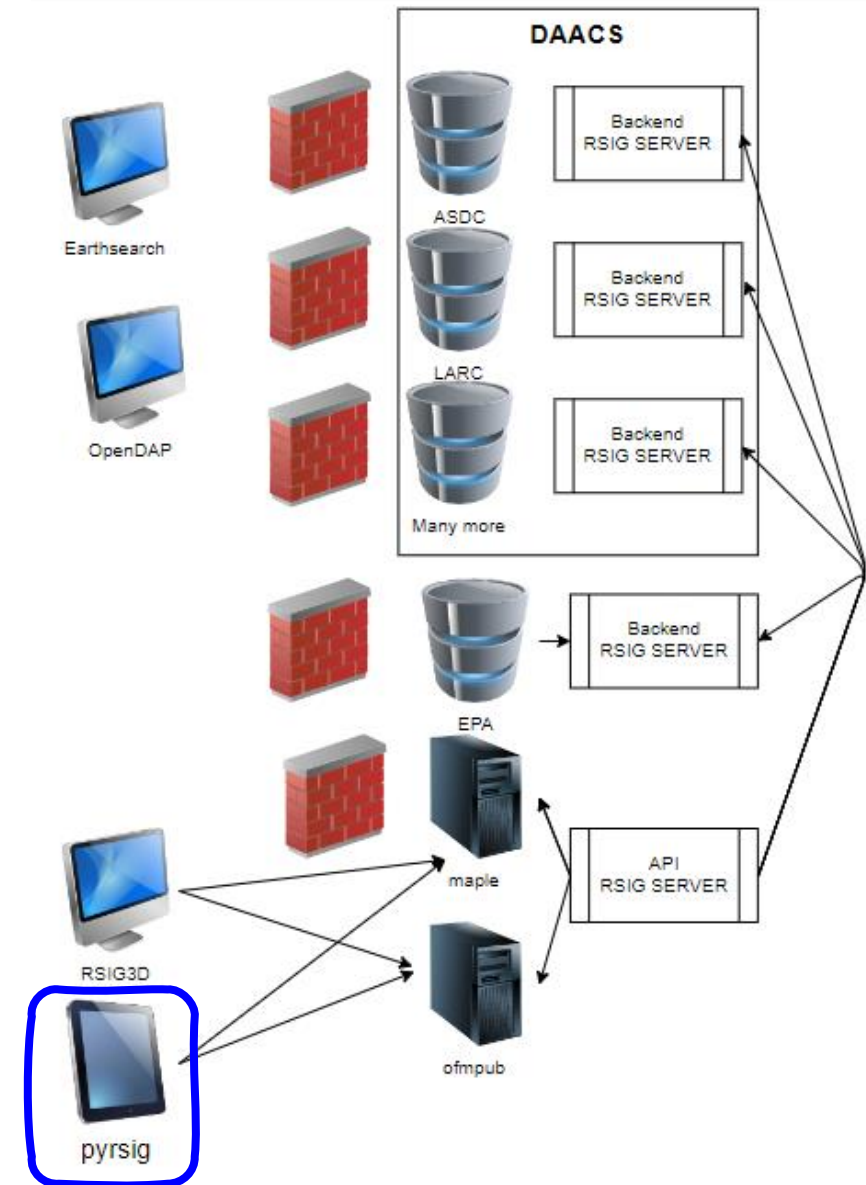 DAACS
Backend
RSIG SERVER
ASDC
Earthsearch
Backend
RSIG SERVER
LARC
OpenDAP
Backend
RSIG SERVER
Many more
Backend
RSIG SERVER
EPA
maple
API
RSIG SERVER
RSIG3D
ofmpub
pyrsig